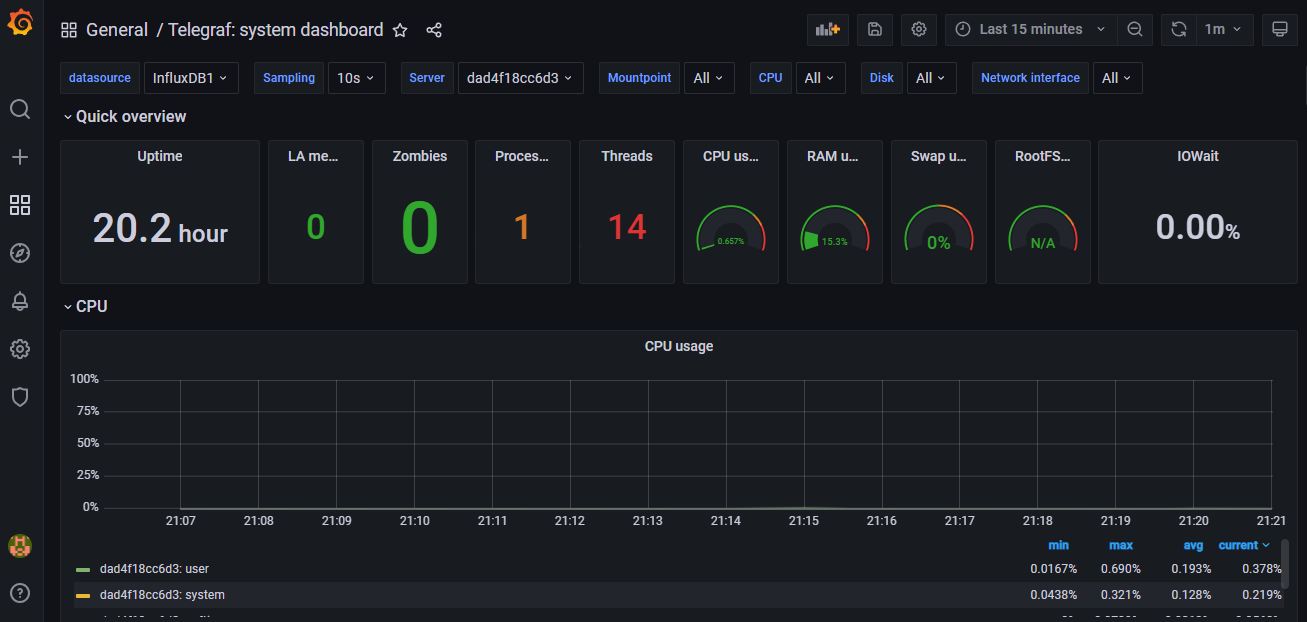 General / Telegraf: system dashboard
Last 15 minutes
1m
datasource InfluxDB1 Sampling 10s Server dad4f18cc6d3 Mountpoint All CPU All Disk All Network interface All
Quick overview
Uptime LA me... Zombies Proces... Threads CPU us... RAM u... Swap u... RootFS... IOWait
20.2 hour 0 0 1 14 0.657% 15.3% 0% N/A 0.00%
CPU
CPU usage
100%
75%
50%
25%
0%
21:07 21:08 21:09 21:10 21:11 21:12 21:13 21:14 21:15 21:16 21:17 21:18 21:19 21:20 21:21
min max avg current
dad4f18cc6d3: user 0.0167% 0.690% 0.193% 0.378%
dad4f18cc6d3: system 0.0438% 0.321% 0.128% 0.219%